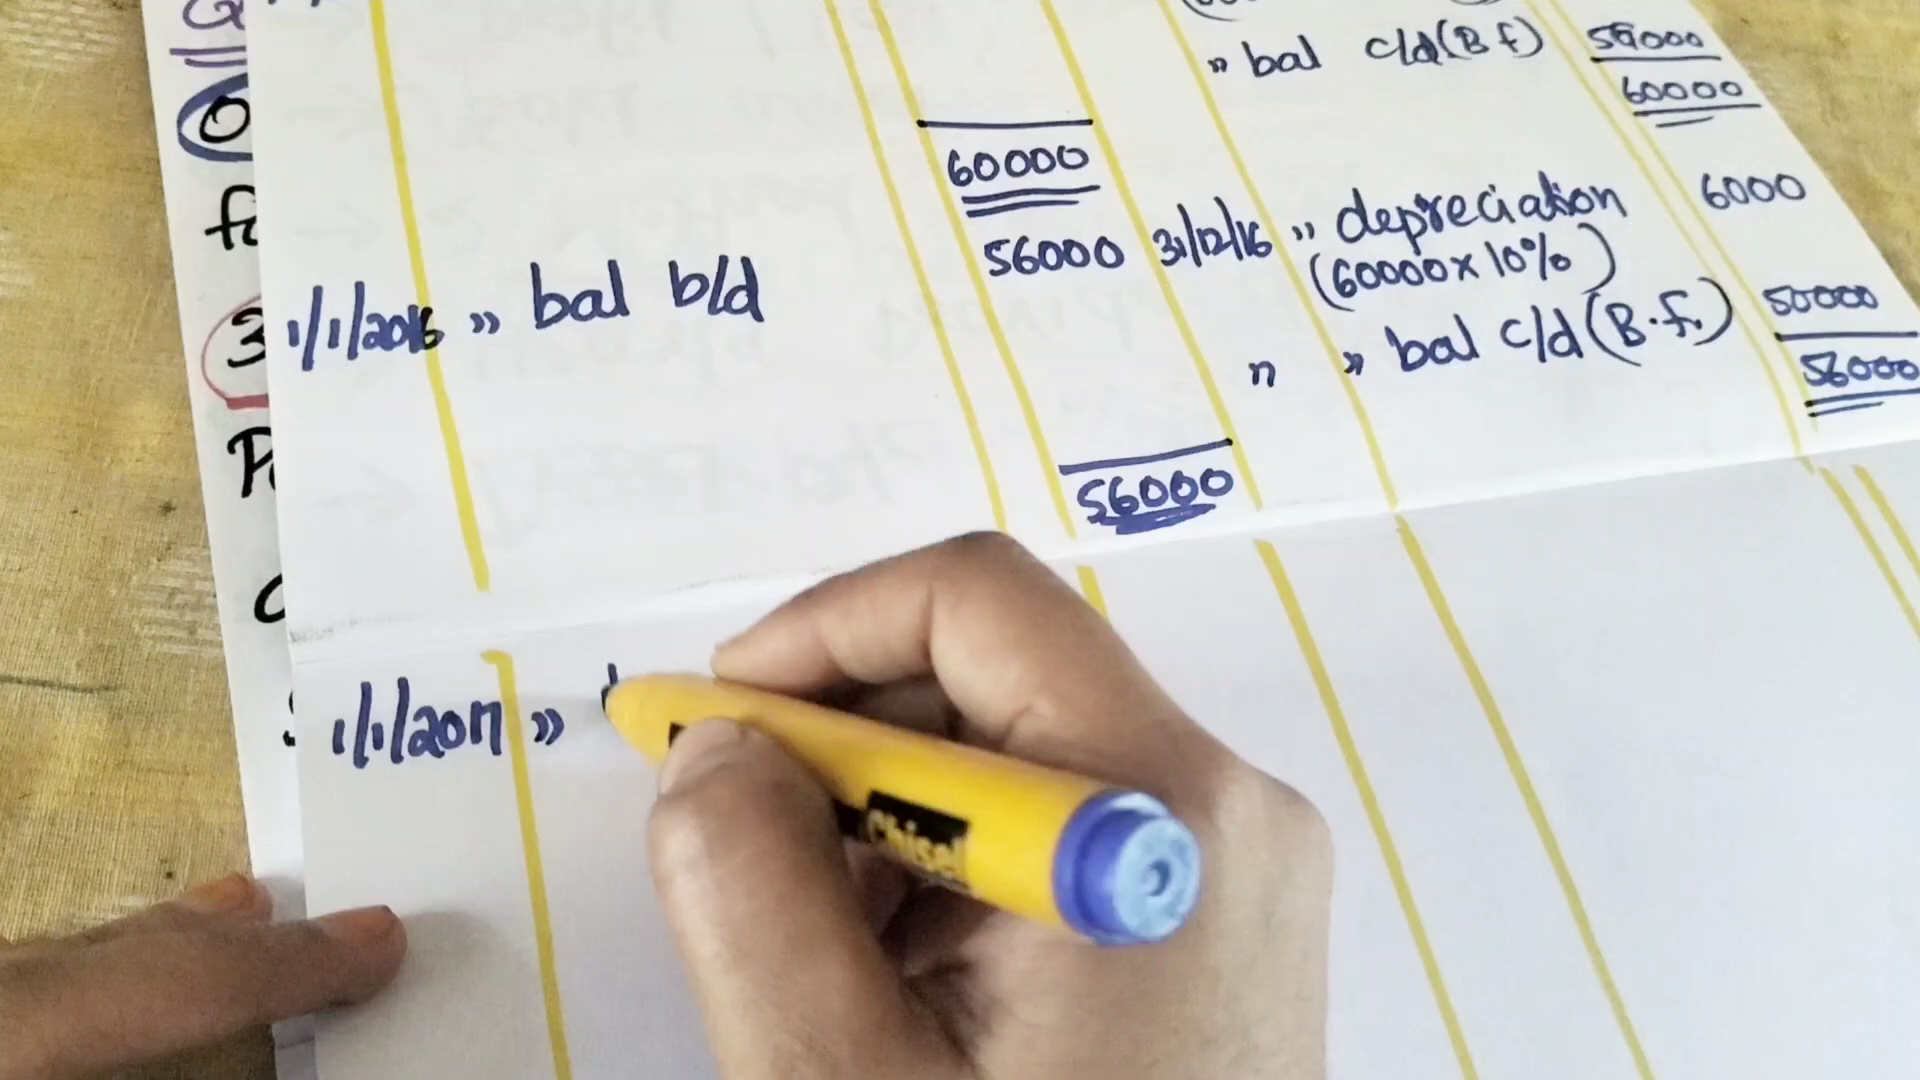 " bal c/d (B f) 56000
60000
60000
1/1/2016 " bal b/d 56000 31/12/16 " depreciation 6000
(60000 x 10%)
" " bal c/d (B.f.) 50000
56000
56000
1/1/2017 "
Chisel